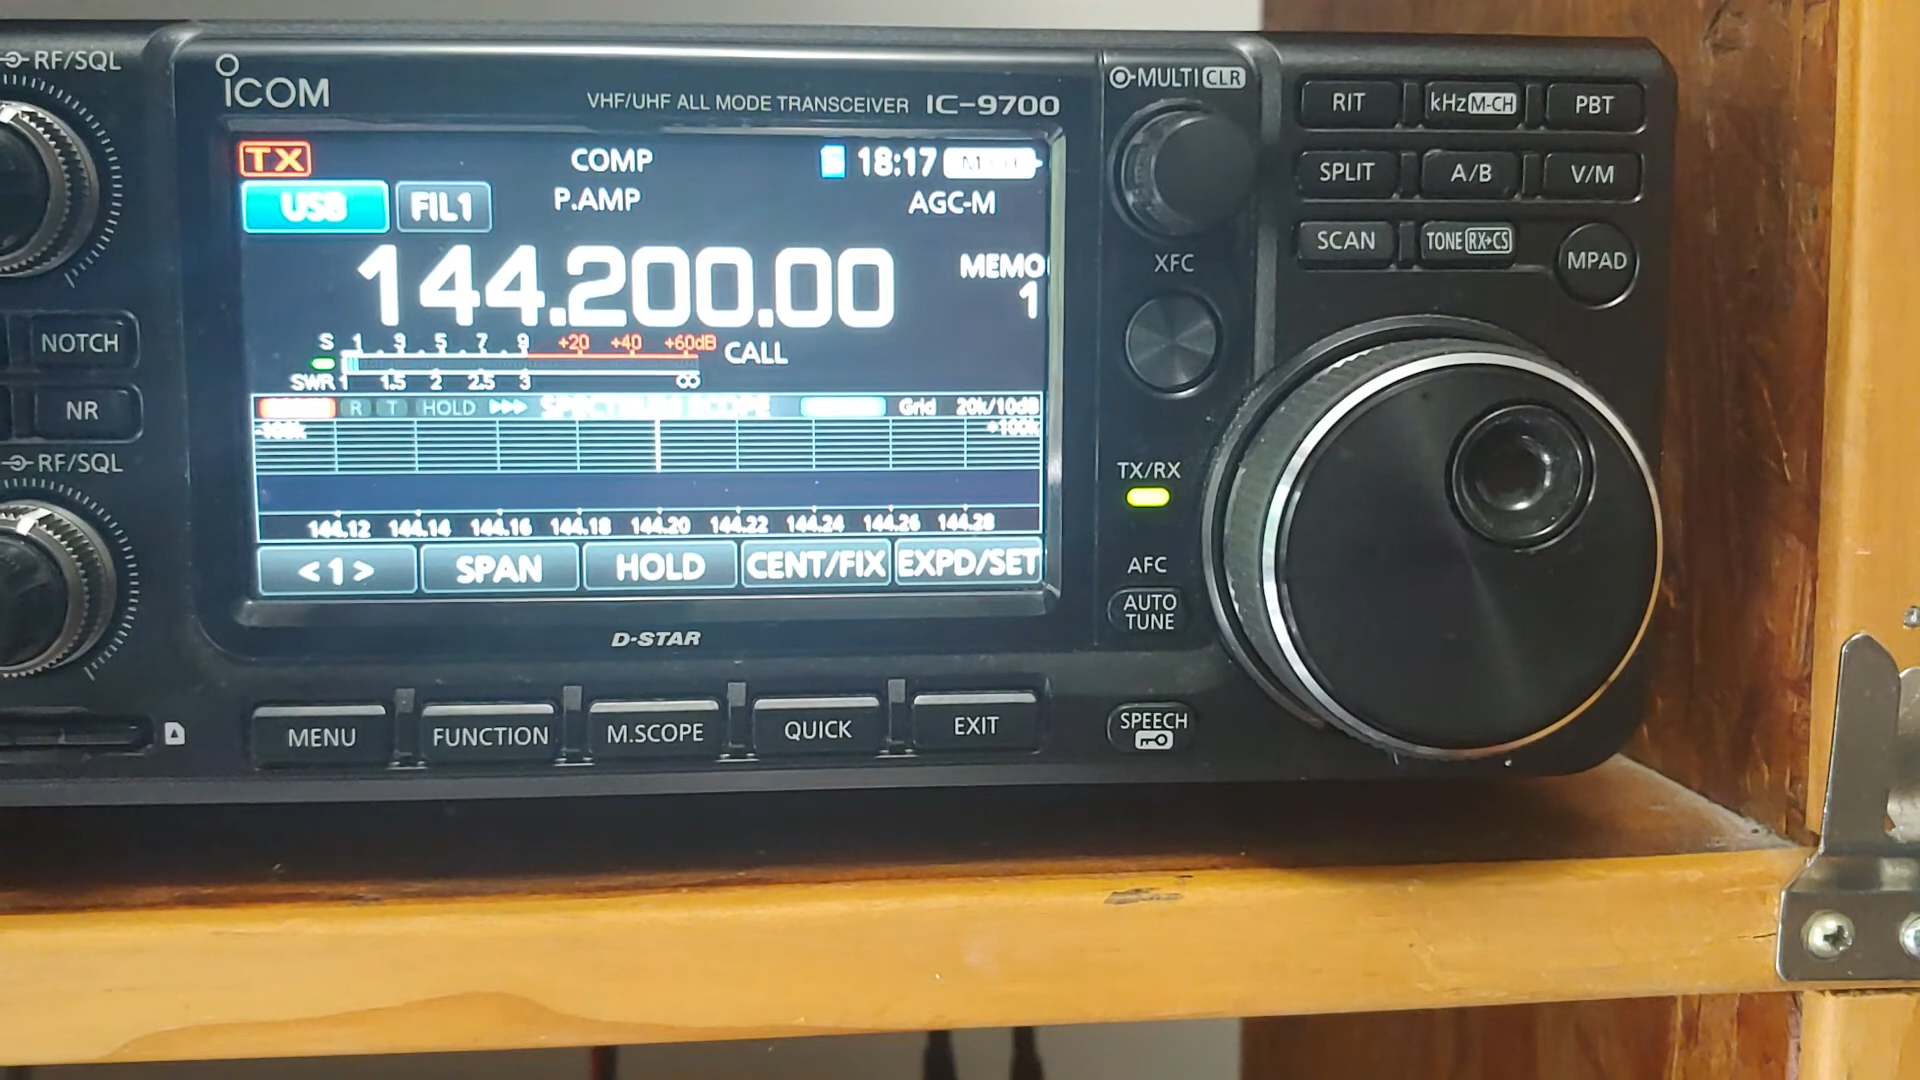 RF/SQL
ICOM
VHF/UHF ALL MODE TRANSCEIVER IC-9700
TX COMP 18:17
USB FIL1 P.AMP AGC-M
144.200.00
MEMO
1
S 1 3 5 7 9 +20 +40 +60dB
CALL
SWR 1 1.5 2 2.5 3 ∞
R T HOLD SPECTRUM SCOPE Grid 20k/10dB
-100k +100k
144.12 144.14 144.16 144.18 144.20 144.22 144.24 144.26 144.28
<1> SPAN HOLD CENT/FIX EXPD/SET
D-STAR
NOTCH
NR
RF/SQL
MENU FUNCTION M.SCOPE QUICK EXIT
MULTI CLR
XFC
TX/RX
AFC
AUTO
TUNE
SPEECH
RIT kHz M-CH PBT
SPLIT A/B V/M
SCAN TONE RX→CS MPAD